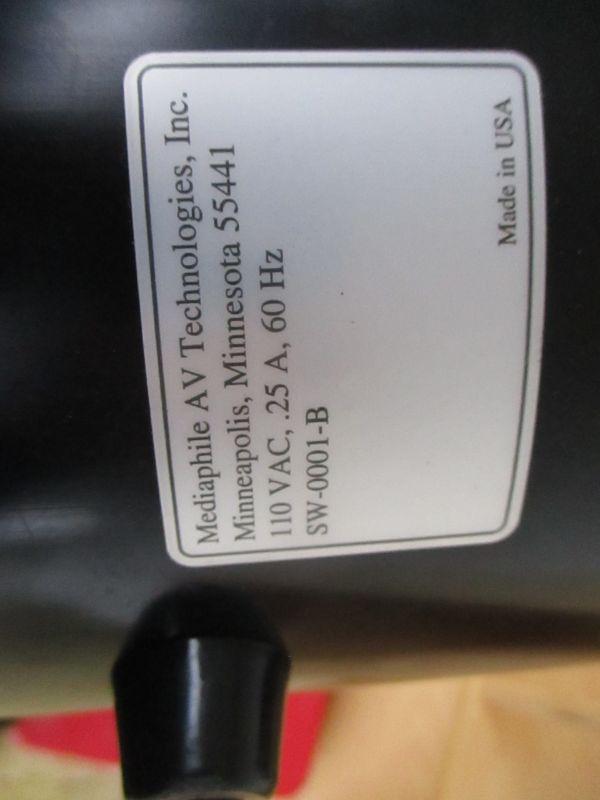 Mediaphile AV Technologies, Inc.
Minneapolis, Minnesota 55441
110 VAC, .25 A, 60 Hz
SW-0001-B
Made in USA